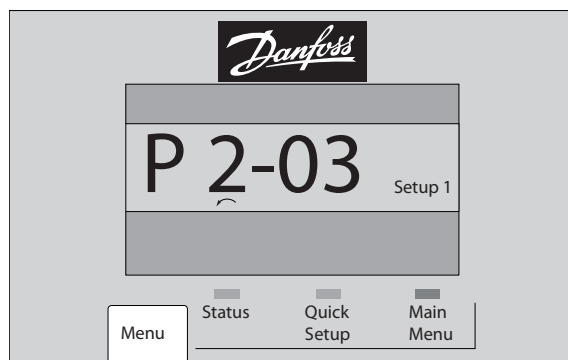 Danfoss
P 2-03 Setup 1
Menu
Status
Quick
Setup
Main
Menu